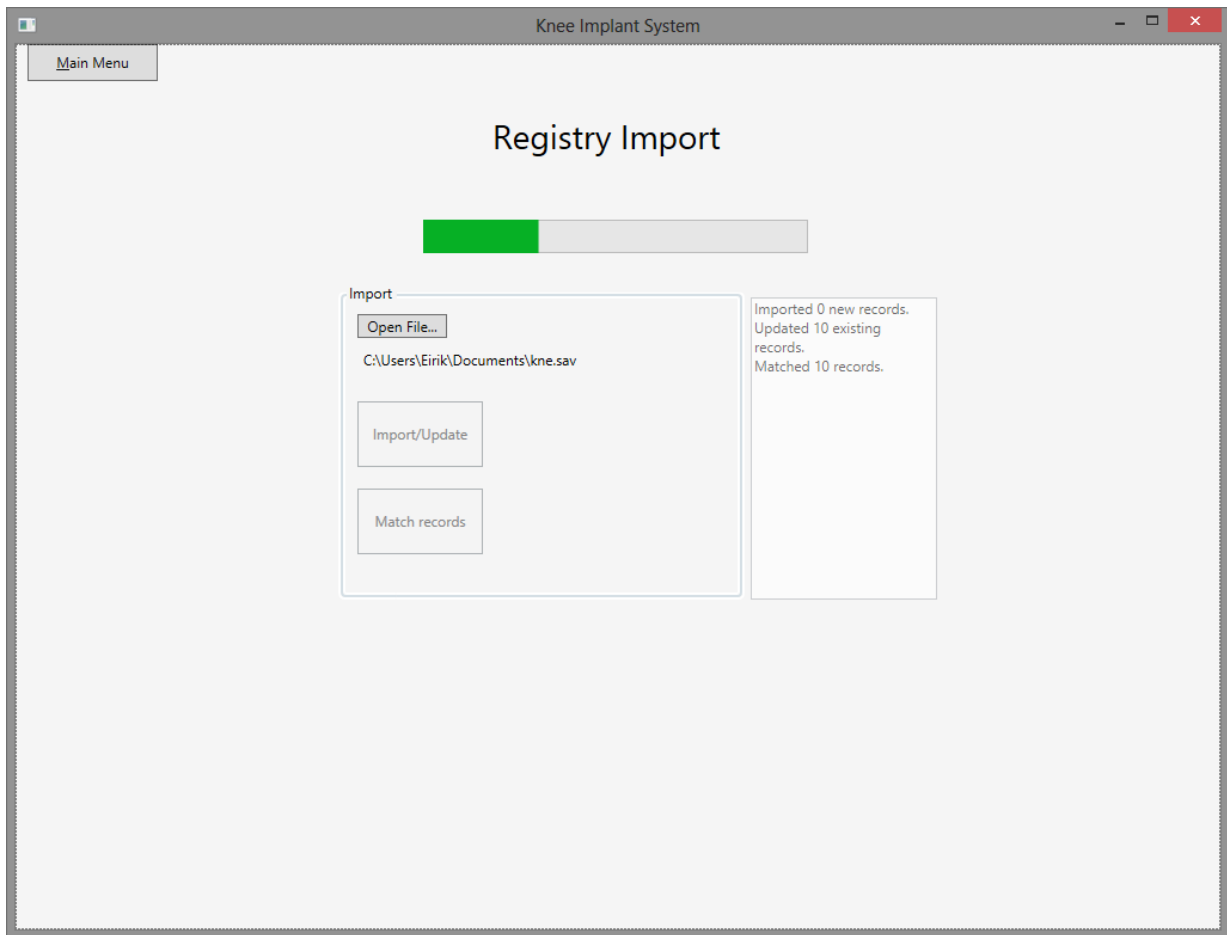 Knee Implant System
Main Menu
Registry Import
Import
Open File...
C:\Users\Eirik\Documents\kne.sav
Import/Update
Match records
Imported 0 new records.
Updated 10 existing
records.
Matched 10 records.